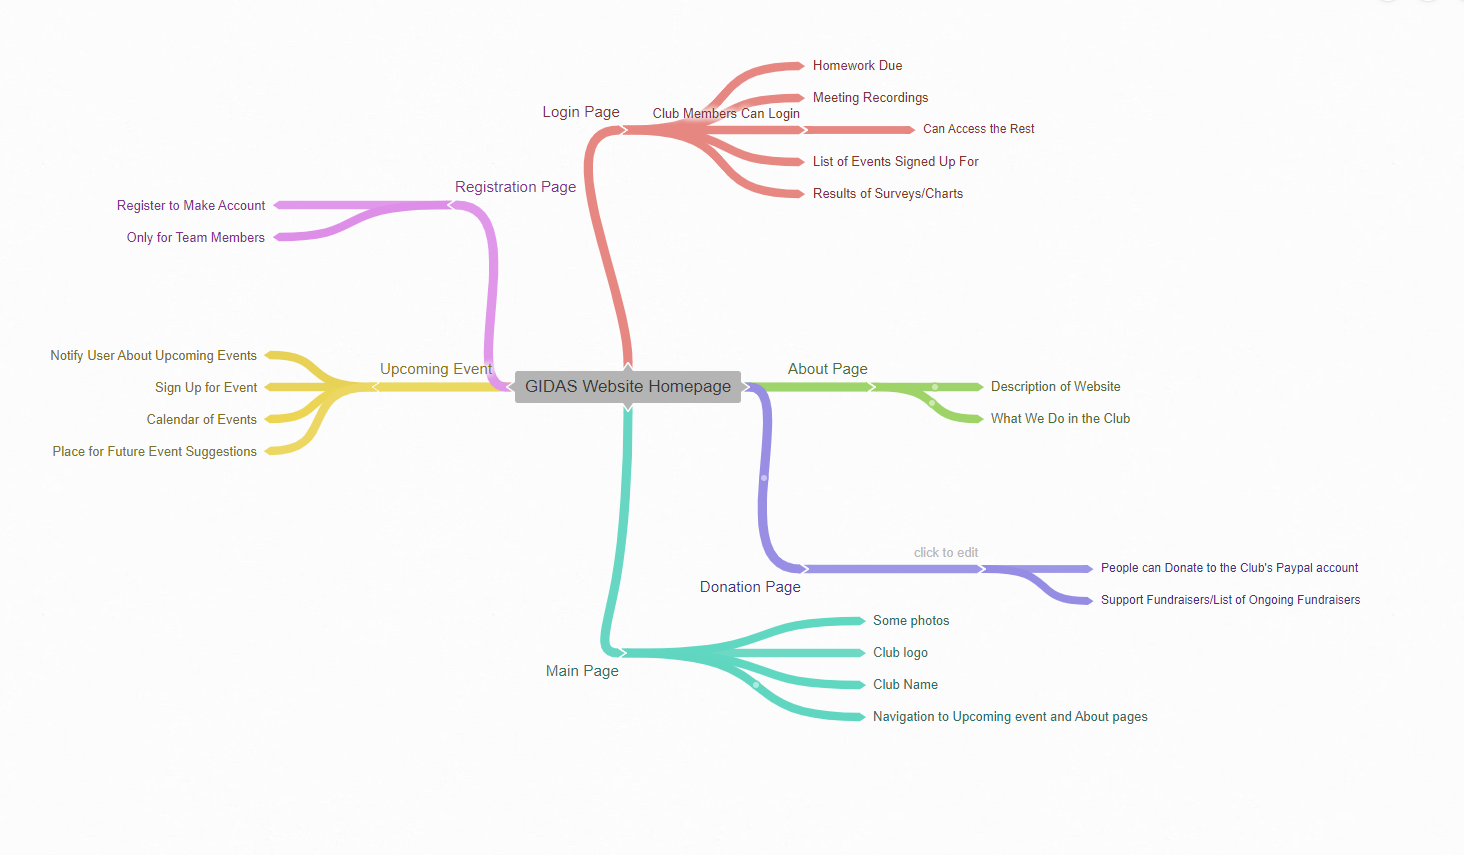 Homework Due
Meeting Recordings
Login Page
Club Members Can Login
Can Access the Rest
List of Events Signed Up For
Results of Surveys/Charts
Registration Page
Register to Make Account
Only for Team Members
Upcoming Event
Notify User About Upcoming Events
Sign Up for Event
Calendar of Events
Place for Future Event Suggestions
GIDAS Website Homepage
About Page
Description of Website
What We Do in the Club
click to edit
Donation Page
People can Donate to the Club's Paypal account
Support Fundraisers/List of Ongoing Fundraisers
Main Page
Some photos
Club logo
Club Name
Navigation to Upcoming event and About pages